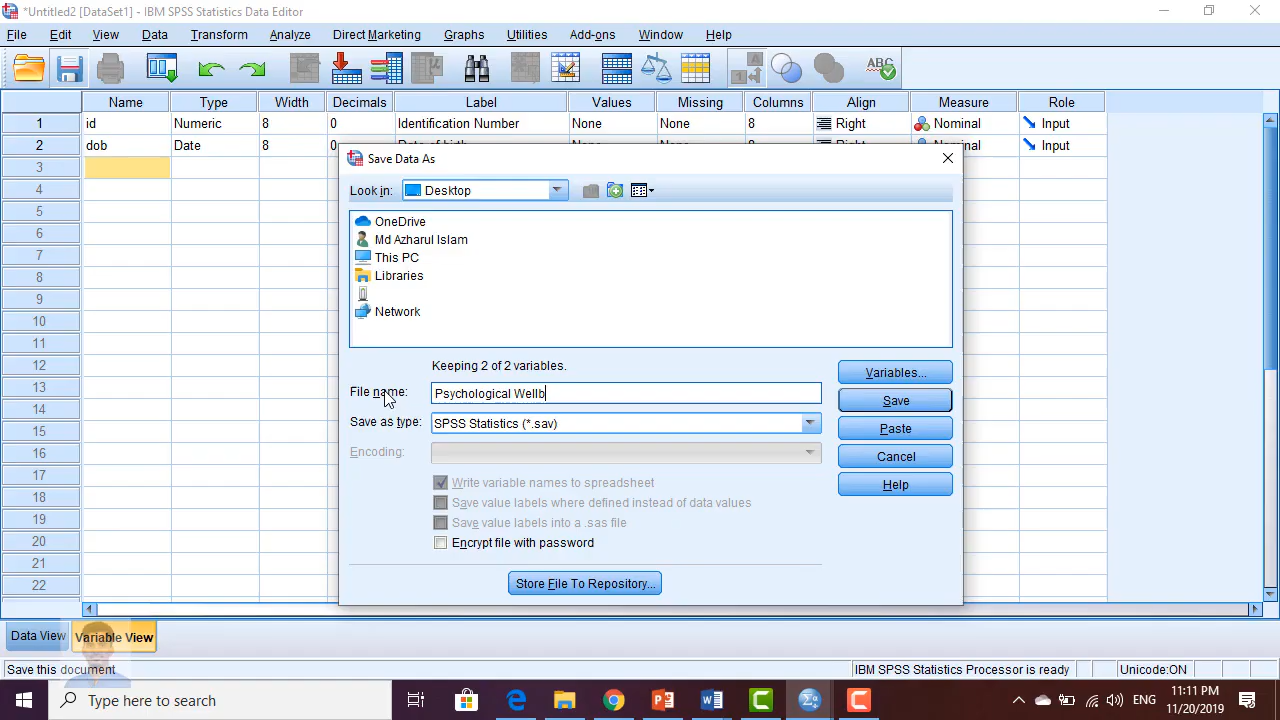 *Untitled2 [DataSet1] - IBM SPSS Statistics Data Editor
File Edit View Data Transform Analyze Direct Marketing Graphs Utilities Add-ons Window Help
Name Type Width Decimals Label Values Missing Columns Align Measure Role
1 id Numeric 8 0 Identification Number None None 8 Right Nominal Input
2 dob Date 8 0 Input
3
4
5
6
7
8
9
10
11
12
13
14
15
16
17
18
19
20
21
22
Save Data As
Look in: Desktop
OneDrive
Md Azharul Islam
This PC
Libraries
Network
Keeping 2 of 2 variables.
File name: Psychological Wellb
Save as type: SPSS Statistics (*.sav)
Encoding:
Write variable names to spreadsheet
Save value labels where defined instead of data values
Save value labels into a .sas file
Encrypt file with password
Variables...
Save
Paste
Cancel
Help
Store File To Repository...
Data View Variable View
Save this document IBM SPSS Statistics Processor is ready Unicode:ON
Type here to search ENG 11:11 PM
11/20/2019